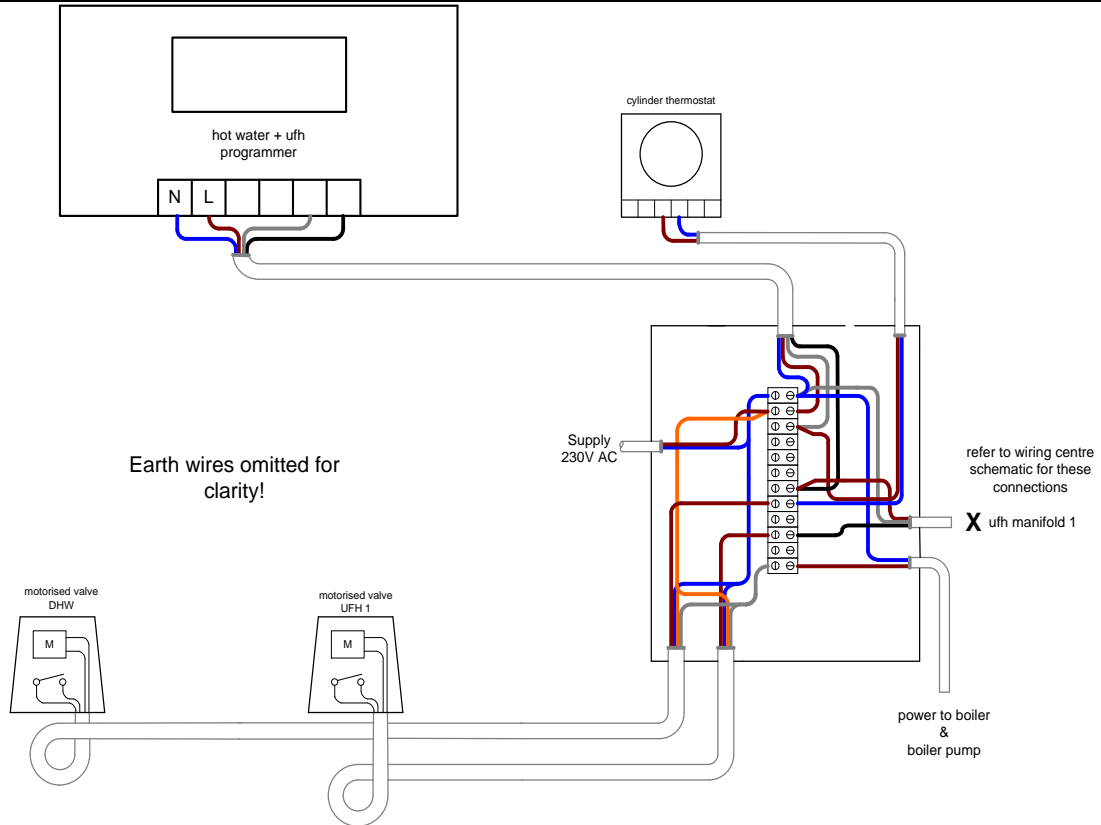 hot water + ufh
programmer
N L
cylinder thermostat
Supply
230V AC
Earth wires omitted for
clarity!
refer to wiring centre
schematic for these
connections
X ufh manifold 1
motorised valve
DHW
M
motorised valve
UFH 1
M
power to boiler
&
boiler pump